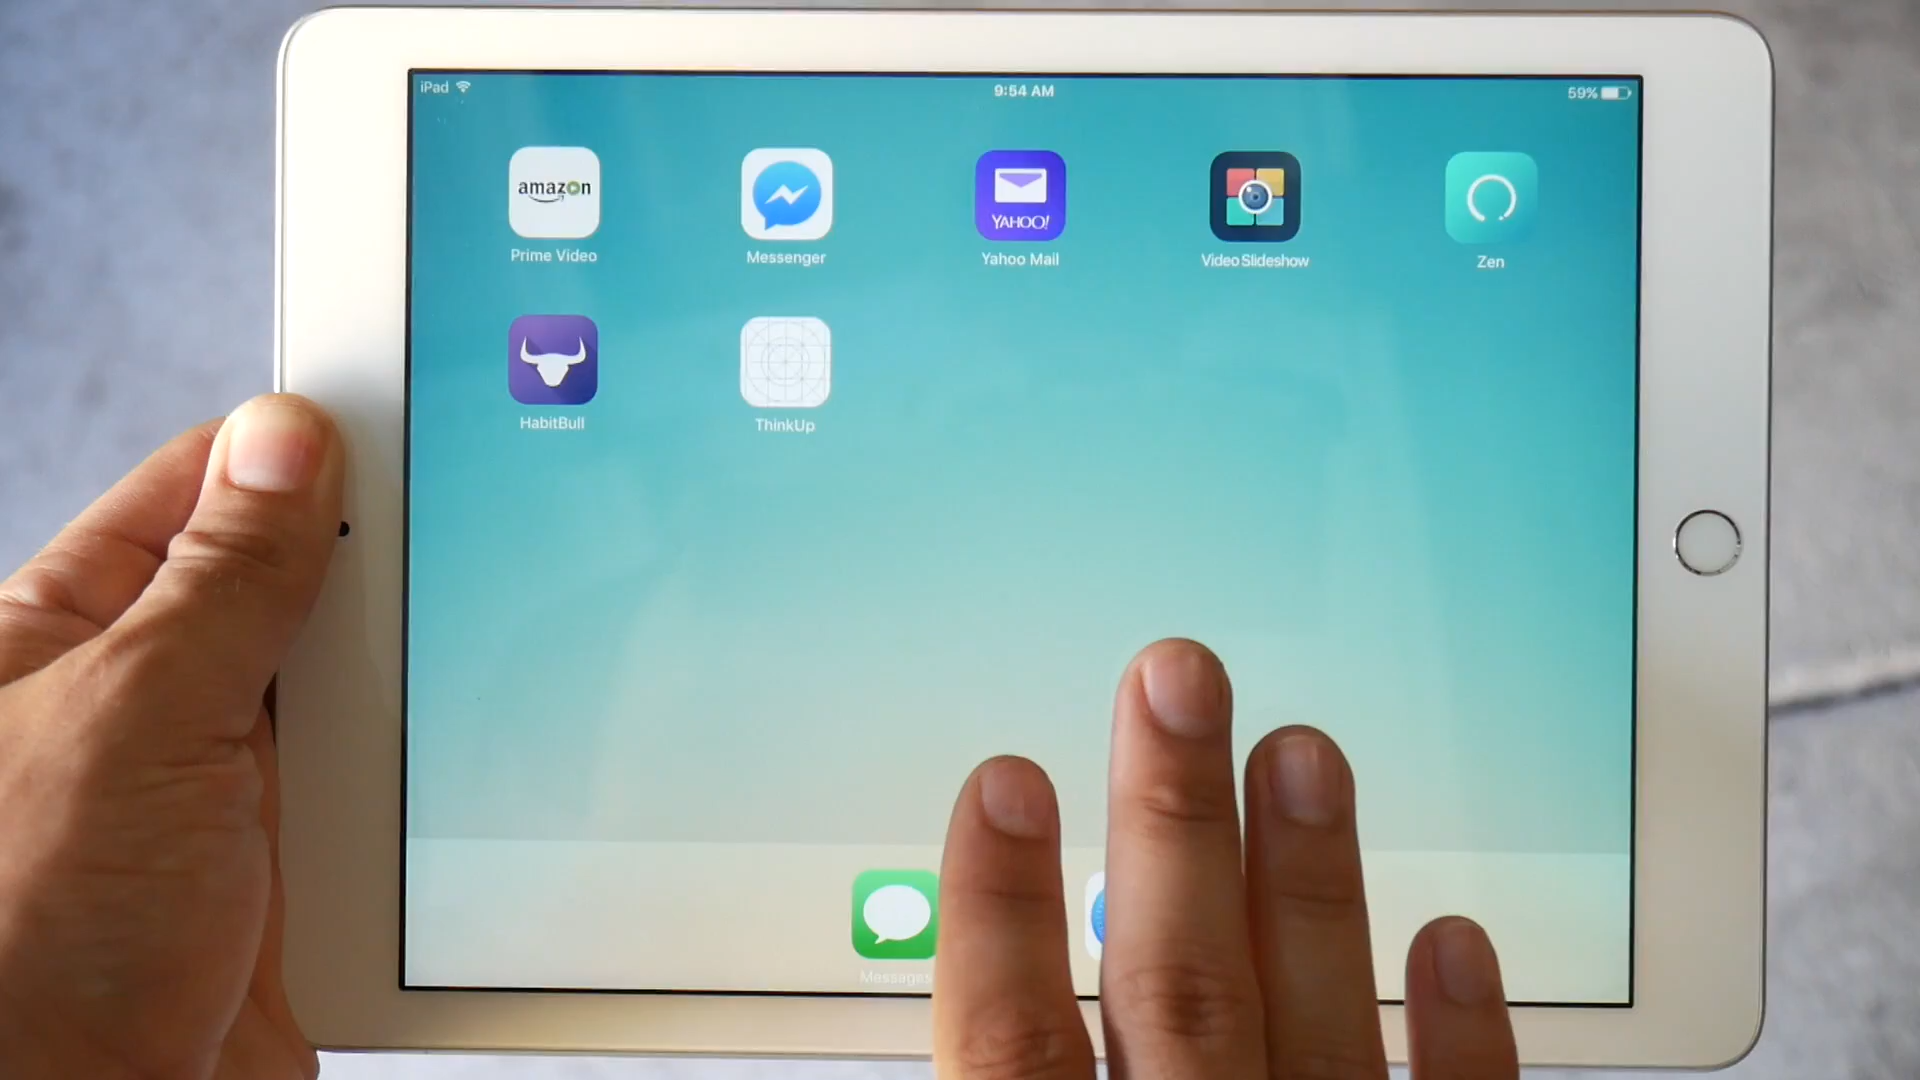 iPad
9:54 AM
59%
amazon
Prime Video
Messenger
YAHOO!
Yahoo Mail
Video Slideshow
Zen
HabitBull
ThinkUp
Messages